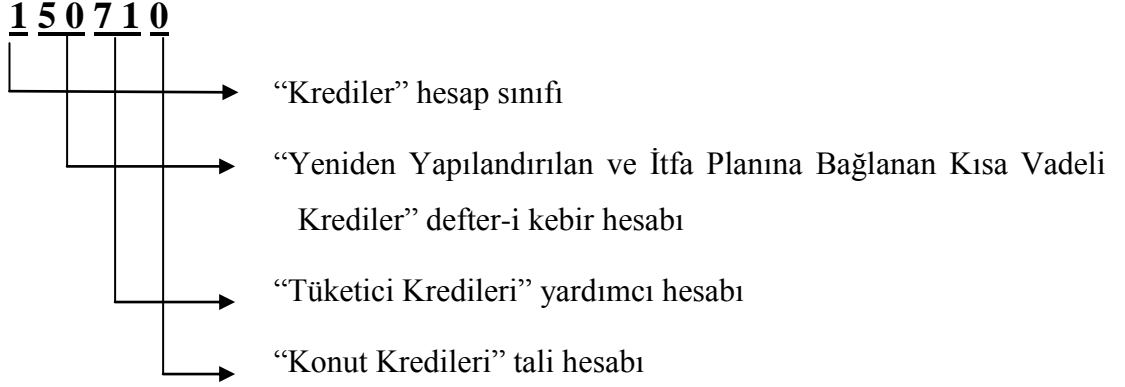 1 5 0 7 1 0
“Krediler” hesap sınıfı
“Yeniden Yapılandırılan ve İtfa Planına Bağlanan Kısa Vadeli
Krediler” defter-i kebir hesabı
“Tüketici Kredileri” yardımcı hesabı
“Konut Kredileri” tali hesabı